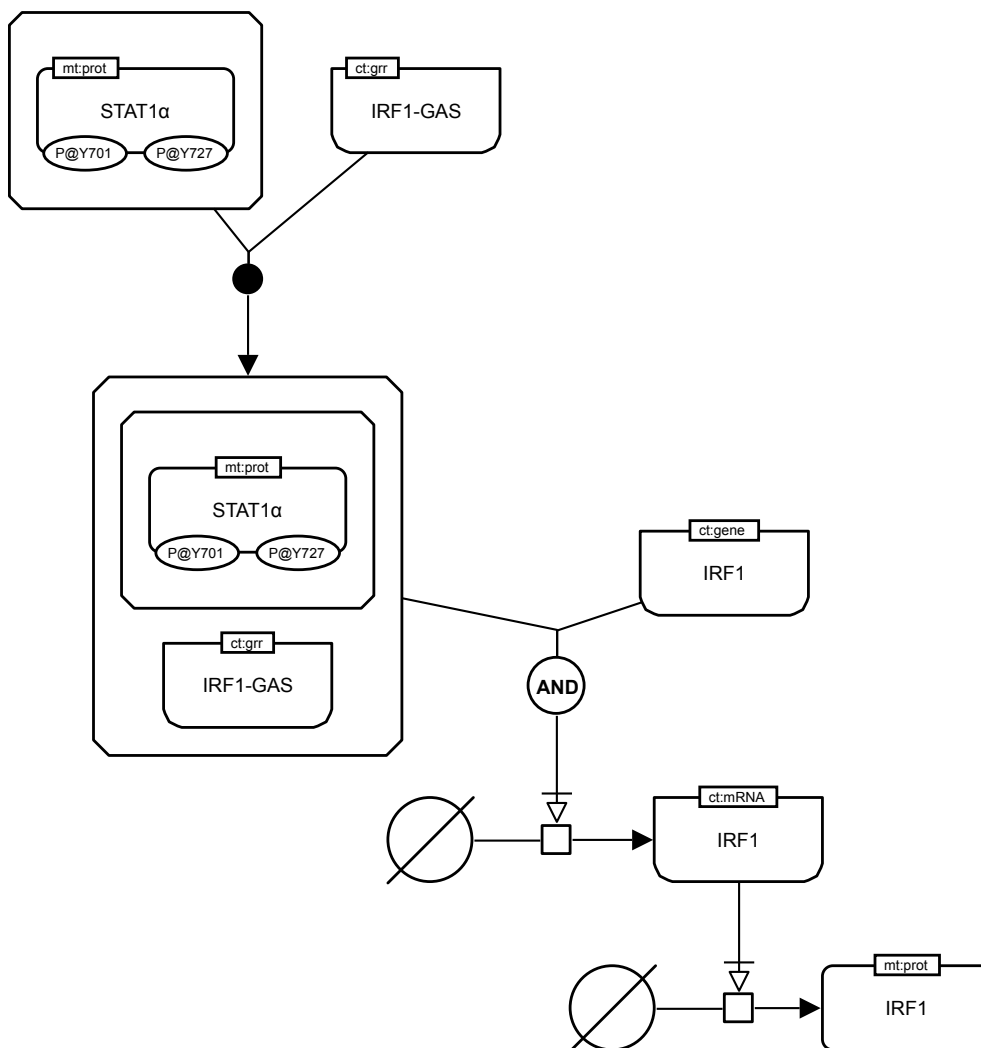 mt:prot
STAT1α
P@Y701
P@Y727
ct:grr
IRF1-GAS
mt:prot
STAT1α
P@Y701
P@Y727
ct:grr
IRF1-GAS
ct:gene
IRF1
AND
ct:mRNA
IRF1
mt:prot
IRF1